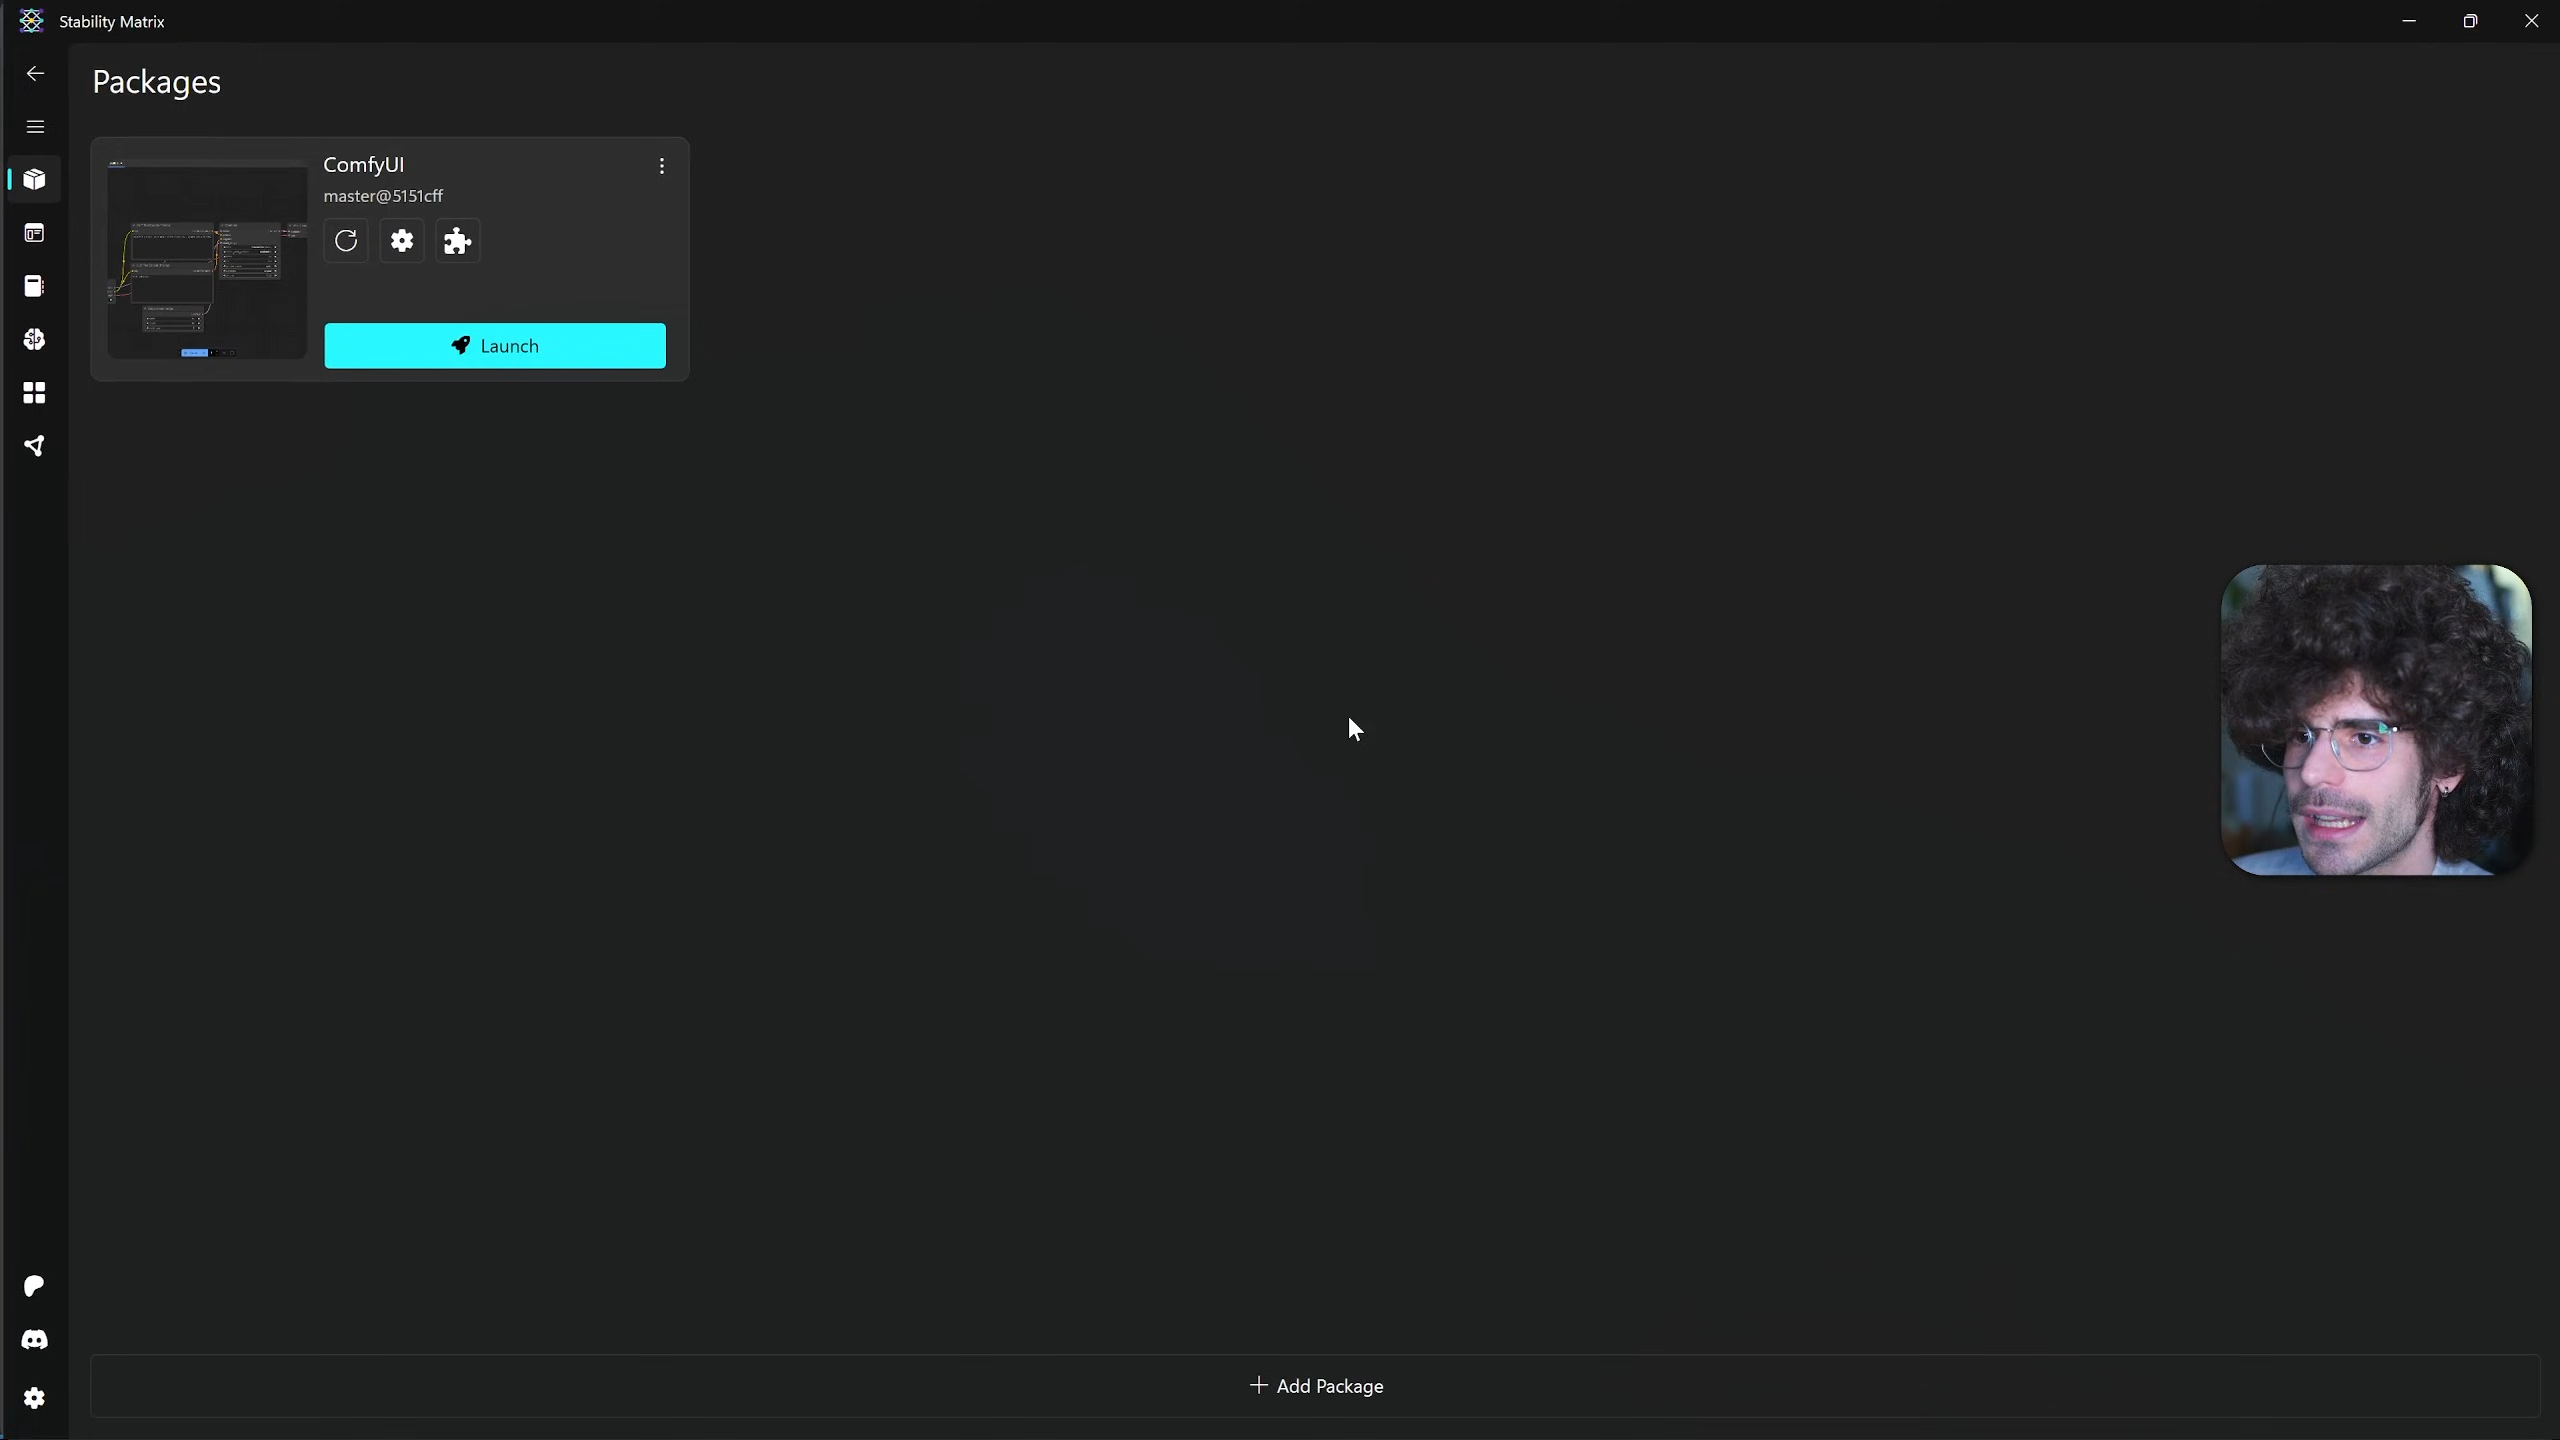 Stability Matrix
Packages
ComfyUI
master@5151cff
Launch
Add Package